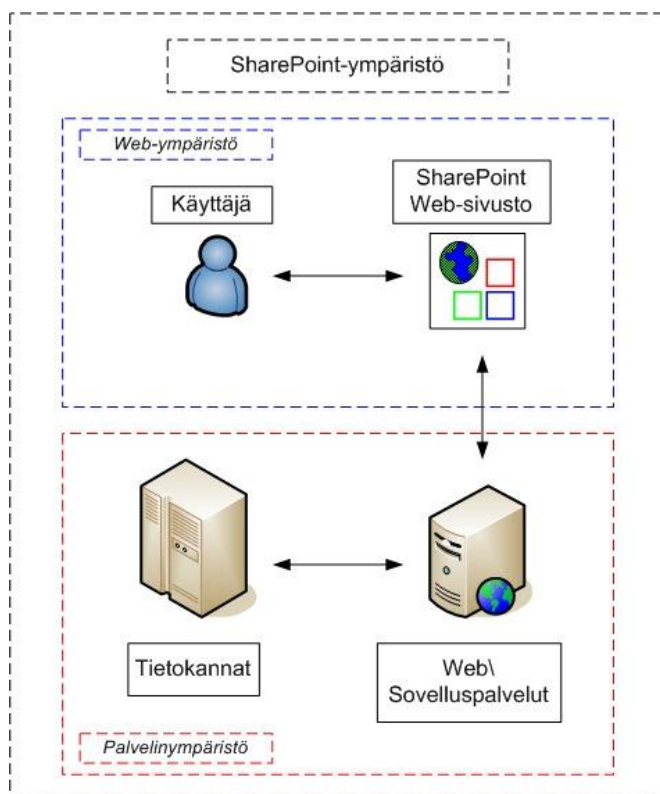 SharePoint-ympäristö
Web-ympäristö
Käyttäjä
SharePoint
Web-sivusto
Tietokannat
Web\
Sovelluspalvelut
Palvelinympäristö